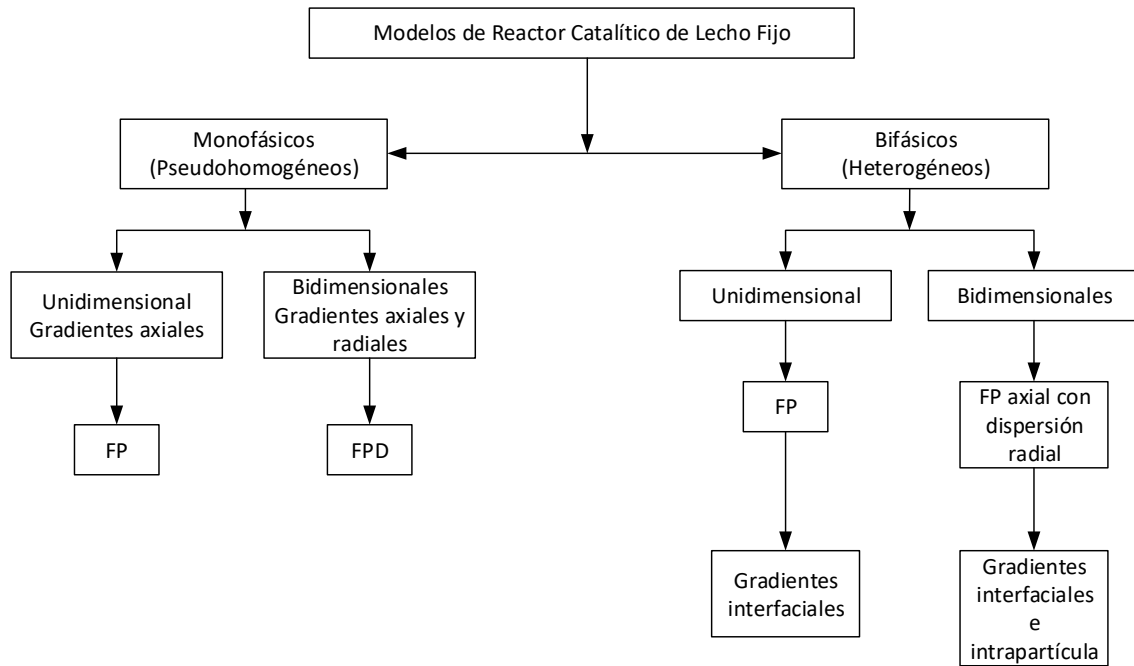 Modelos de Reactor Catalítico de Lecho Fijo
Monofásicos
(Pseudohomogéneos)
Bifásicos
(Heterogéneos)
Unidimensional
Gradientes axiales
Bidimensionales
Gradientes axiales y
radiales
Unidimensional
Bidimensionales
FP
FPD
FP
FP axial con
dispersión
radial
Gradientes
interfaciales
Gradientes
interfaciales
e
intrapartícula